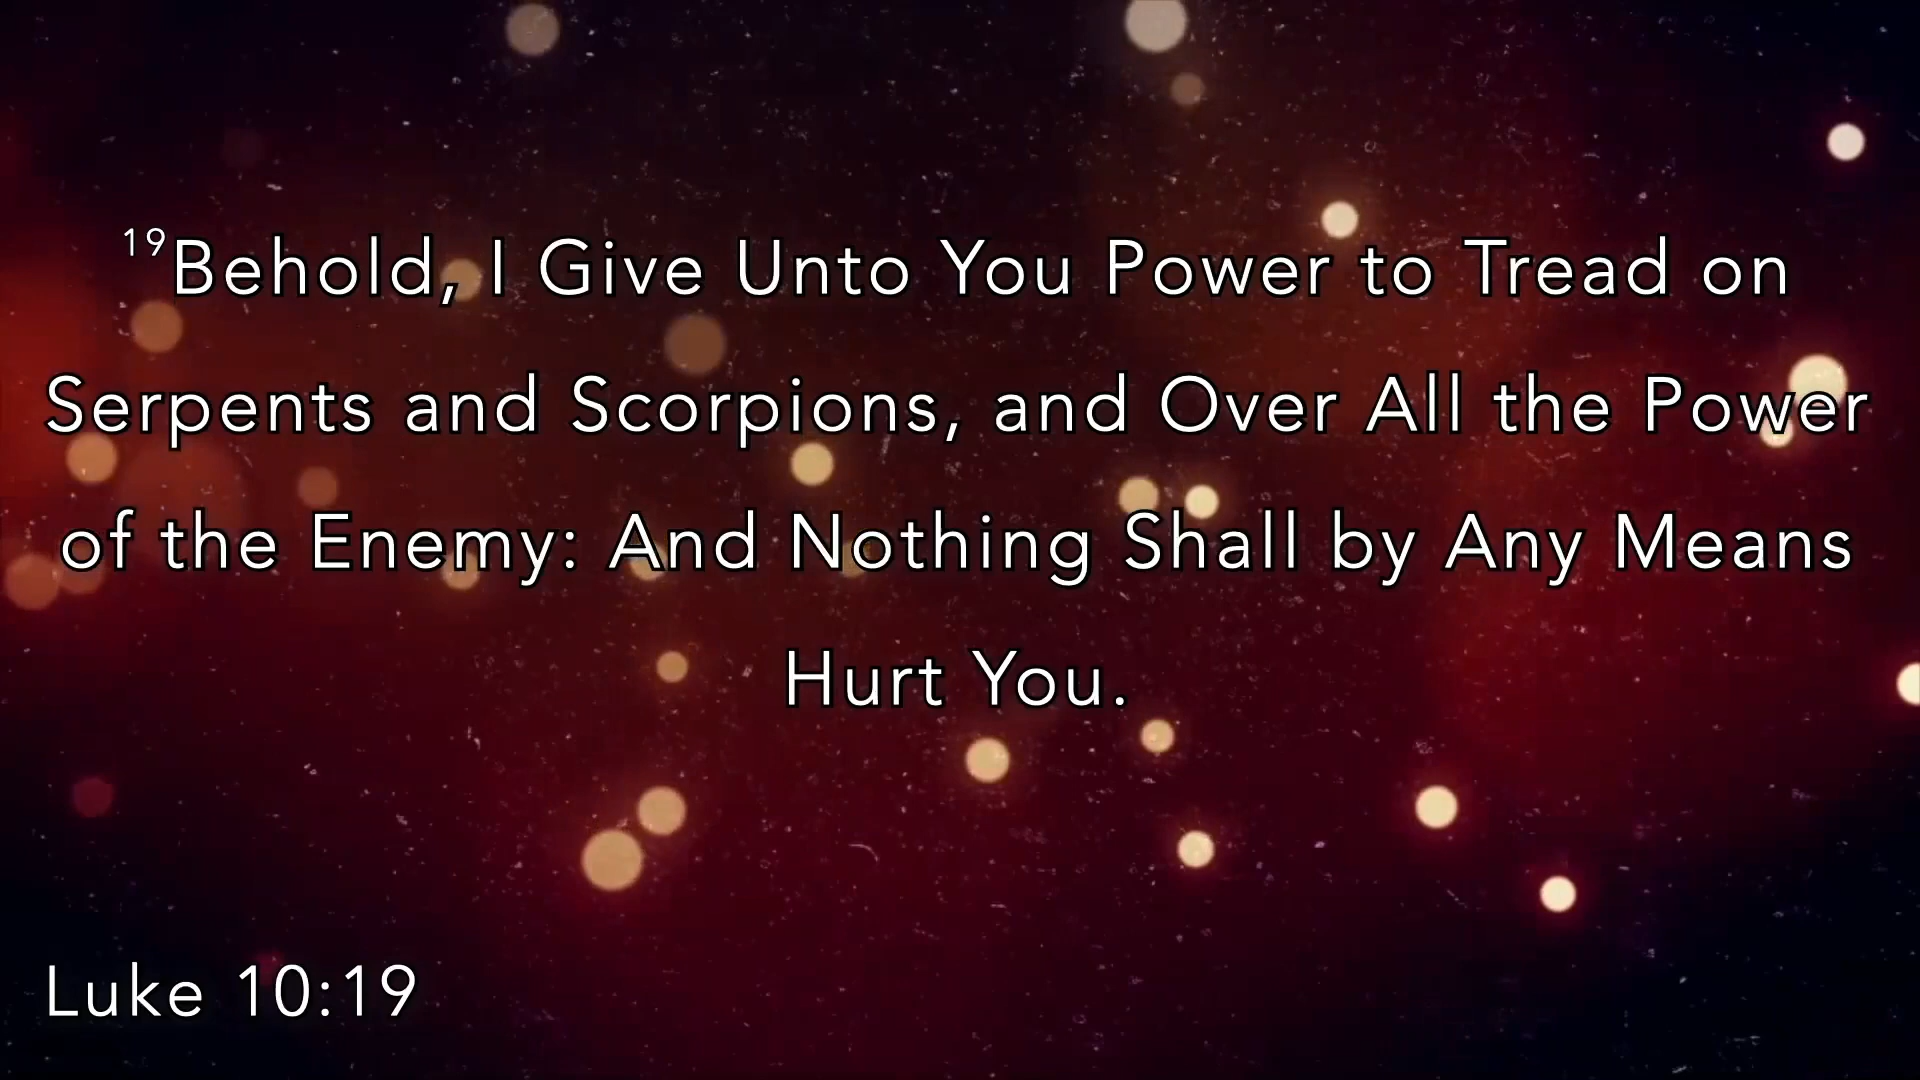 19Behold, I Give Unto You Power to Tread on
Serpents and Scorpions, and Over All the Power
of the Enemy: And Nothing Shall by Any Means
Hurt You.
Luke 10:19